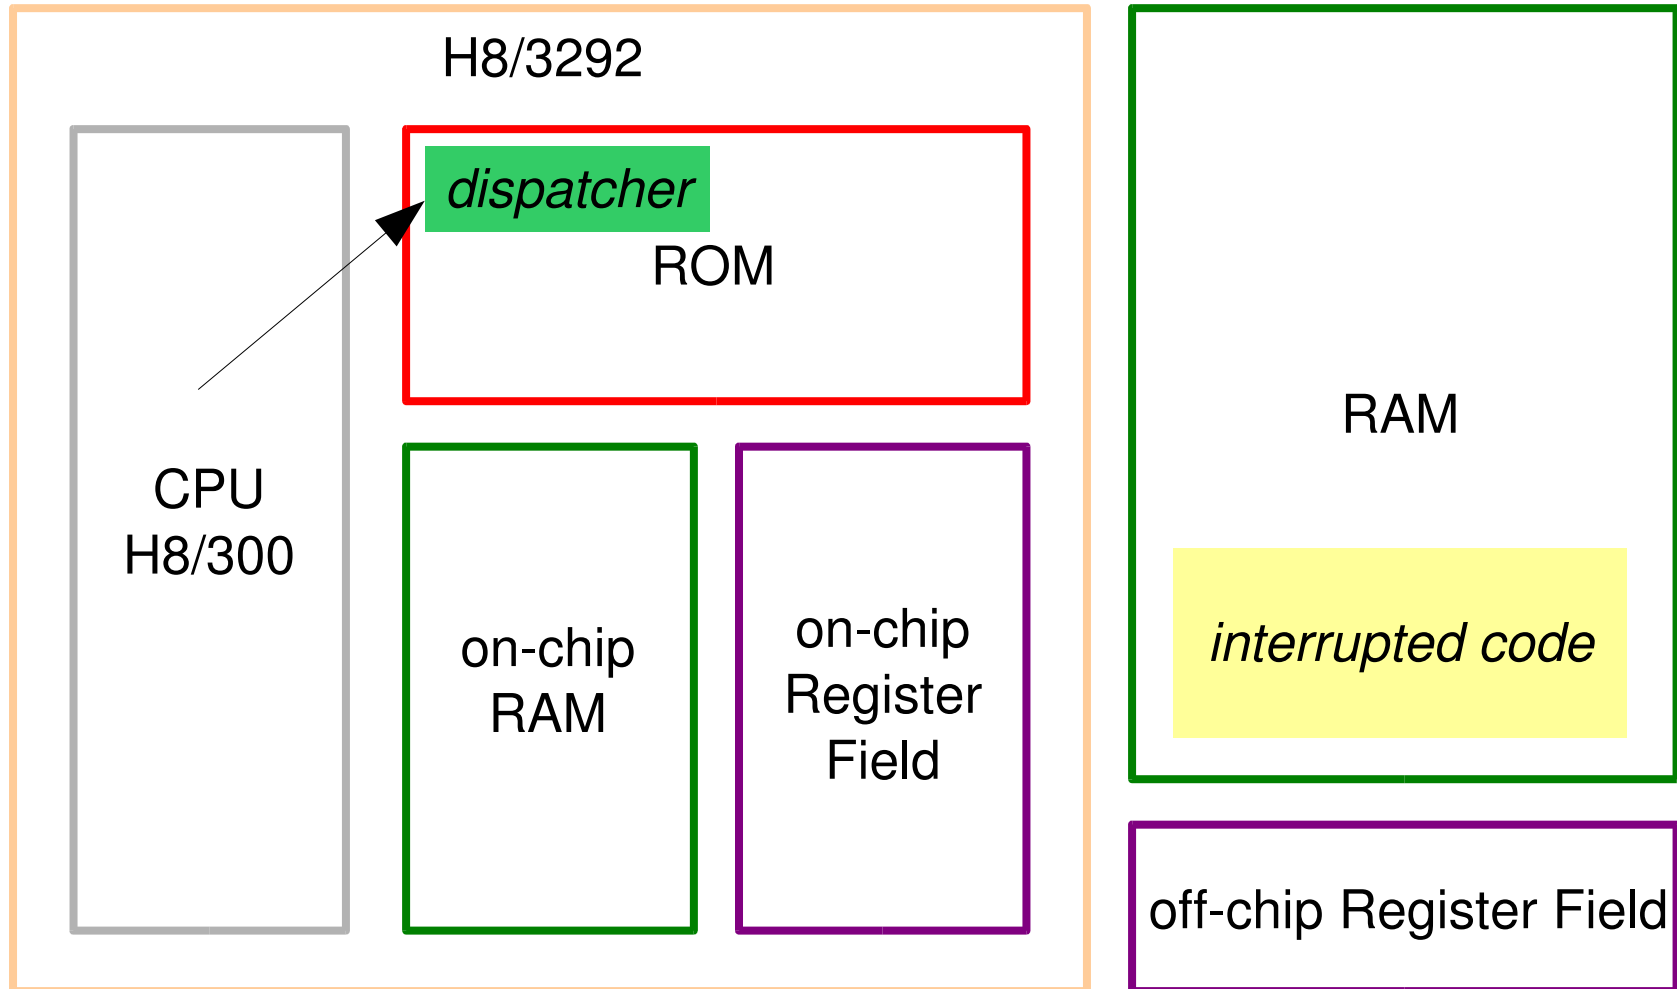 H8/3292
dispatcher
ROM
CPU
H8/300
on-chip
RAM
on-chip
Register
Field
RAM
interrupted code
off-chip Register Field